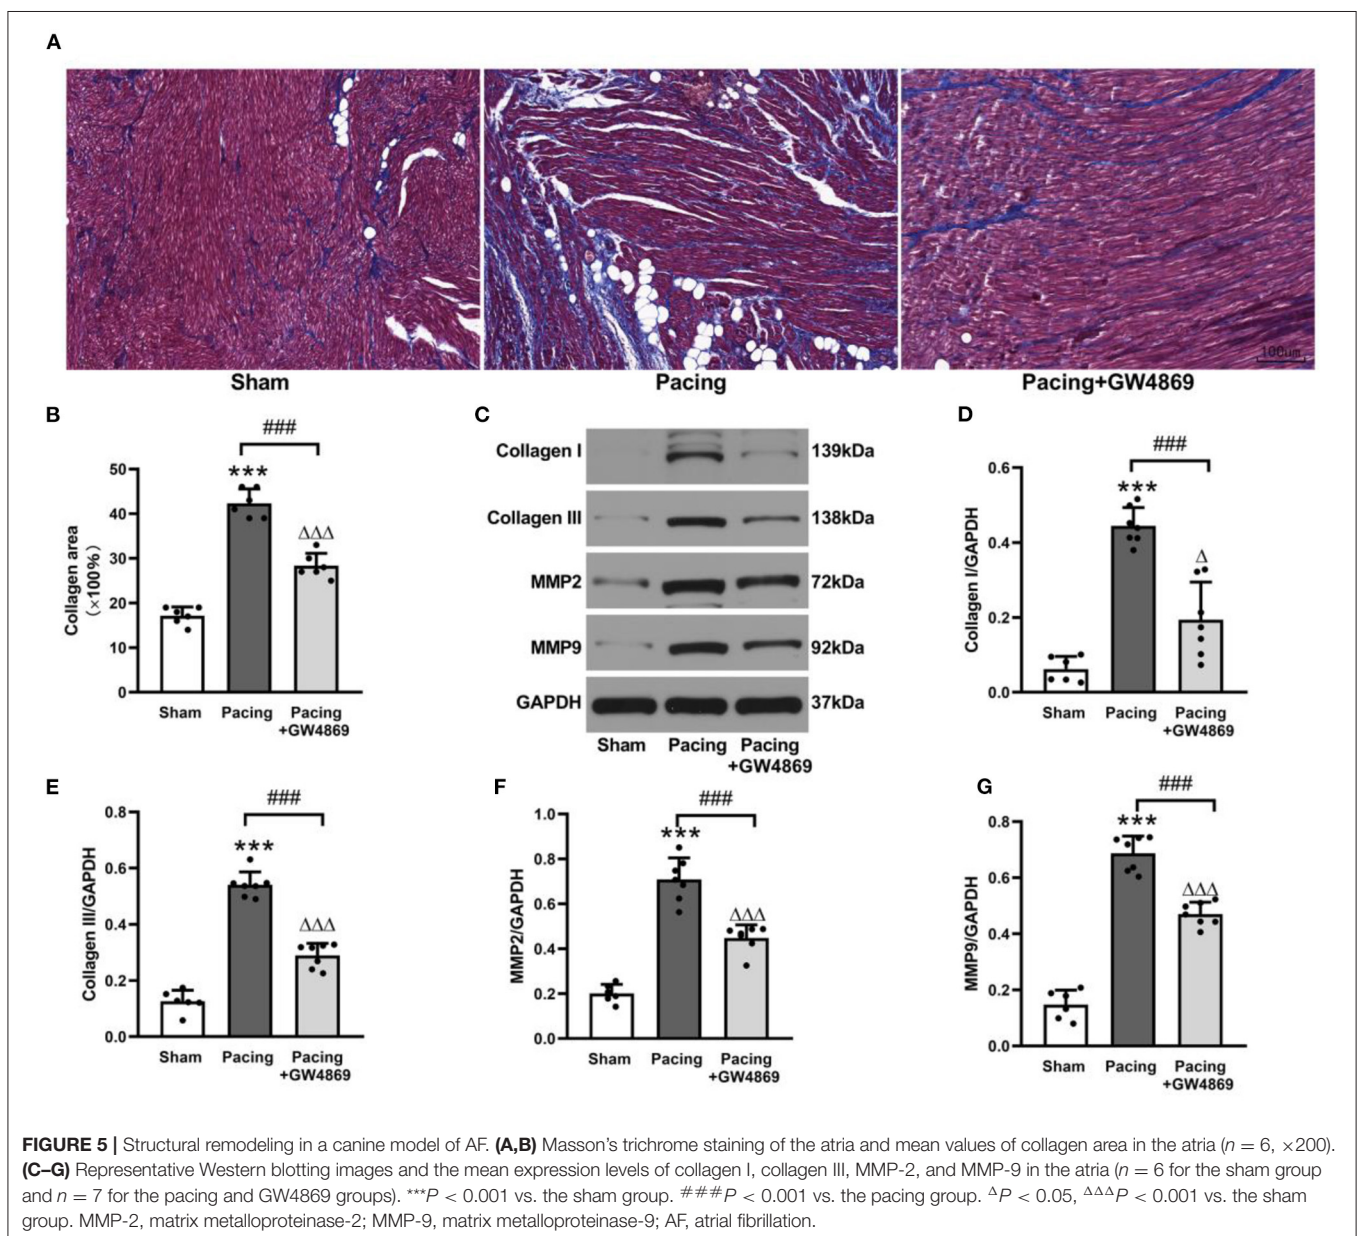 A
100μm
Sham
Pacing
Pacing+GW4869
B
###
***
ΔΔΔ
Collagen area
(×100%)
50
40
30
20
10
0
Sham
Pacing
Pacing
+GW4869
C
Collagen I
139kDa
Collagen III
138kDa
MMP2
72kDa
MMP9
92kDa
GAPDH
37kDa
Sham
Pacing
Pacing
+GW4869
D
###
***
Δ
Collagen I/GAPDH
0.6
0.4
0.2
0.0
Sham
Pacing
Pacing
+GW4869
E
###
***
ΔΔΔ
Collagen III/GAPDH
0.8
0.6
0.4
0.2
0.0
Sham
Pacing
Pacing
+GW4869
F
###
***
ΔΔΔ
MMP2/GAPDH
1.0
0.8
0.6
0.4
0.2
0.0
Sham
Pacing
Pacing
+GW4869
G
###
***
ΔΔΔ
MMP9/GAPDH
0.8
0.6
0.4
0.2
0.0
Sham
Pacing
Pacing
+GW4869
FIGURE 5 | Structural remodeling in a canine model of AF. (A,B) Masson's trichrome staining of the atria and mean values of collagen area in the atria (n = 6, ×200).
(C–G) Representative Western blotting images and the mean expression levels of collagen I, collagen III, MMP-2, and MMP-9 in the atria (n = 6 for the sham group
and n = 7 for the pacing and GW4869 groups). ***P < 0.001 vs. the sham group. ###P < 0.001 vs. the pacing group. ΔP < 0.05, ΔΔΔP < 0.001 vs. the sham
group. MMP-2, matrix metalloproteinase-2; MMP-9, matrix metalloproteinase-9; AF, atrial fibrillation.